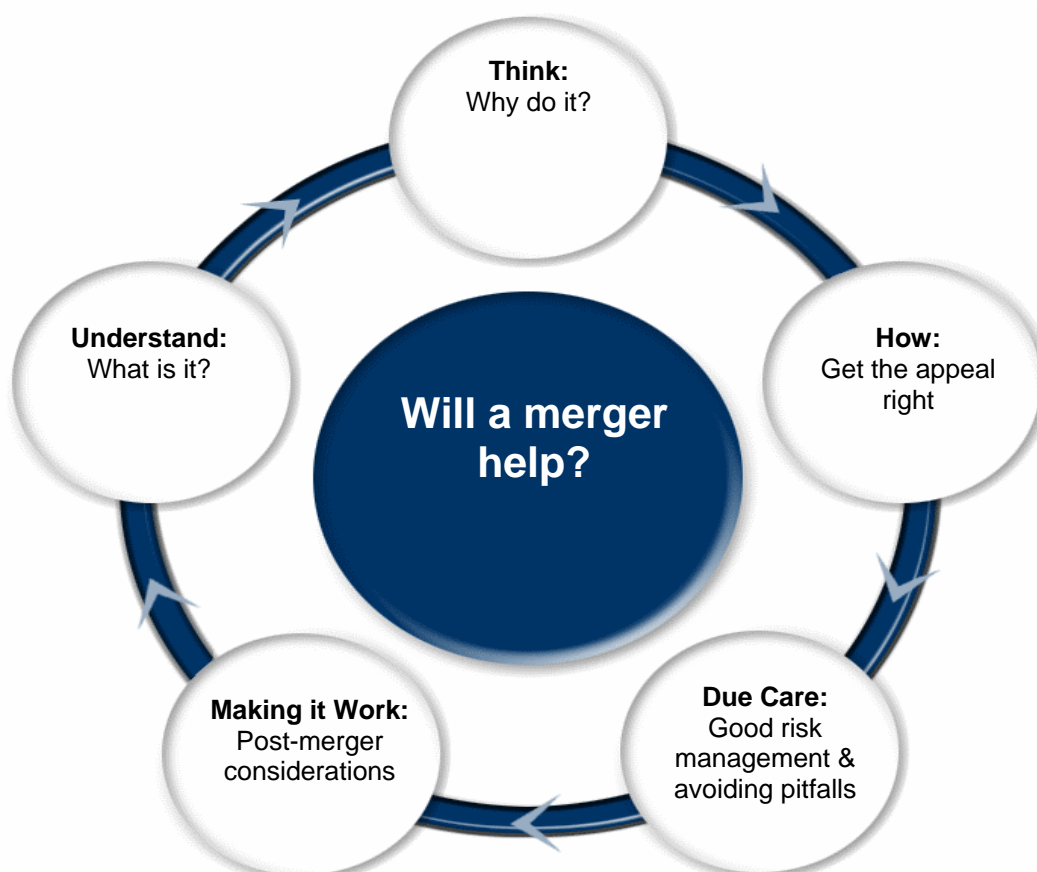 Think:
Why do it?
Understand:
What is it?
How:
Get the appeal
right
Will a merger
help?
Due Care:
Good risk
management &
avoiding pitfalls
Making it Work:
Post-merger
considerations